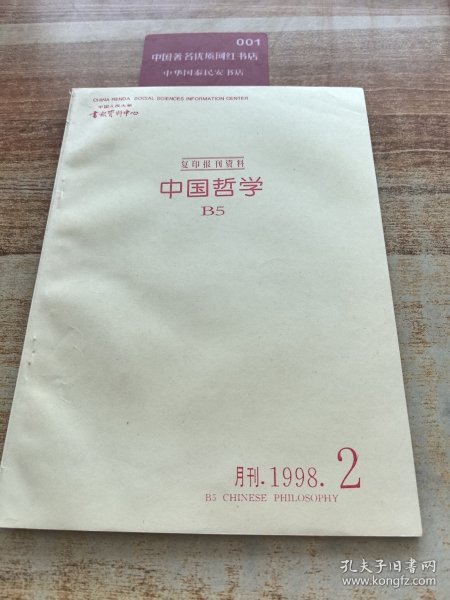 001
中国著名优质网红书店
中华国泰民安书店
CHINA RENDA SOCIAL SCIENCES INFORMATION CENTER
中国人民大学
书报资料中心
复印报刊资料
中国哲学
B5
月刊.1998.2
B5 CHINESE PHILOSOPHY
孔夫子旧书网
www.kongfz.com